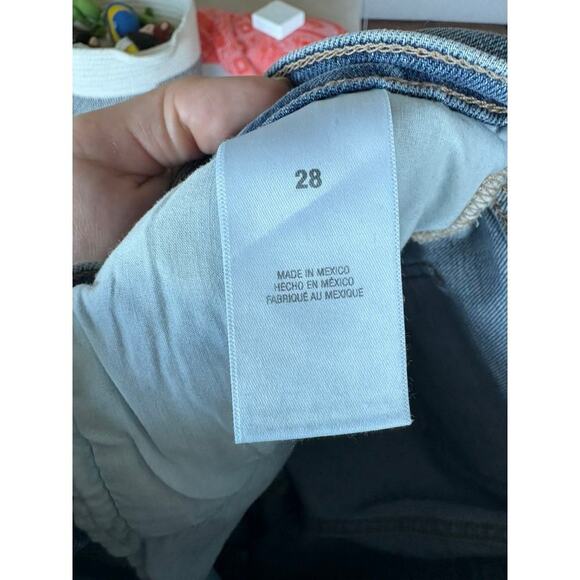 28
MADE IN MEXICO
HECHO EN MÉXICO
FABRIQUÉ AU MEXIQUE